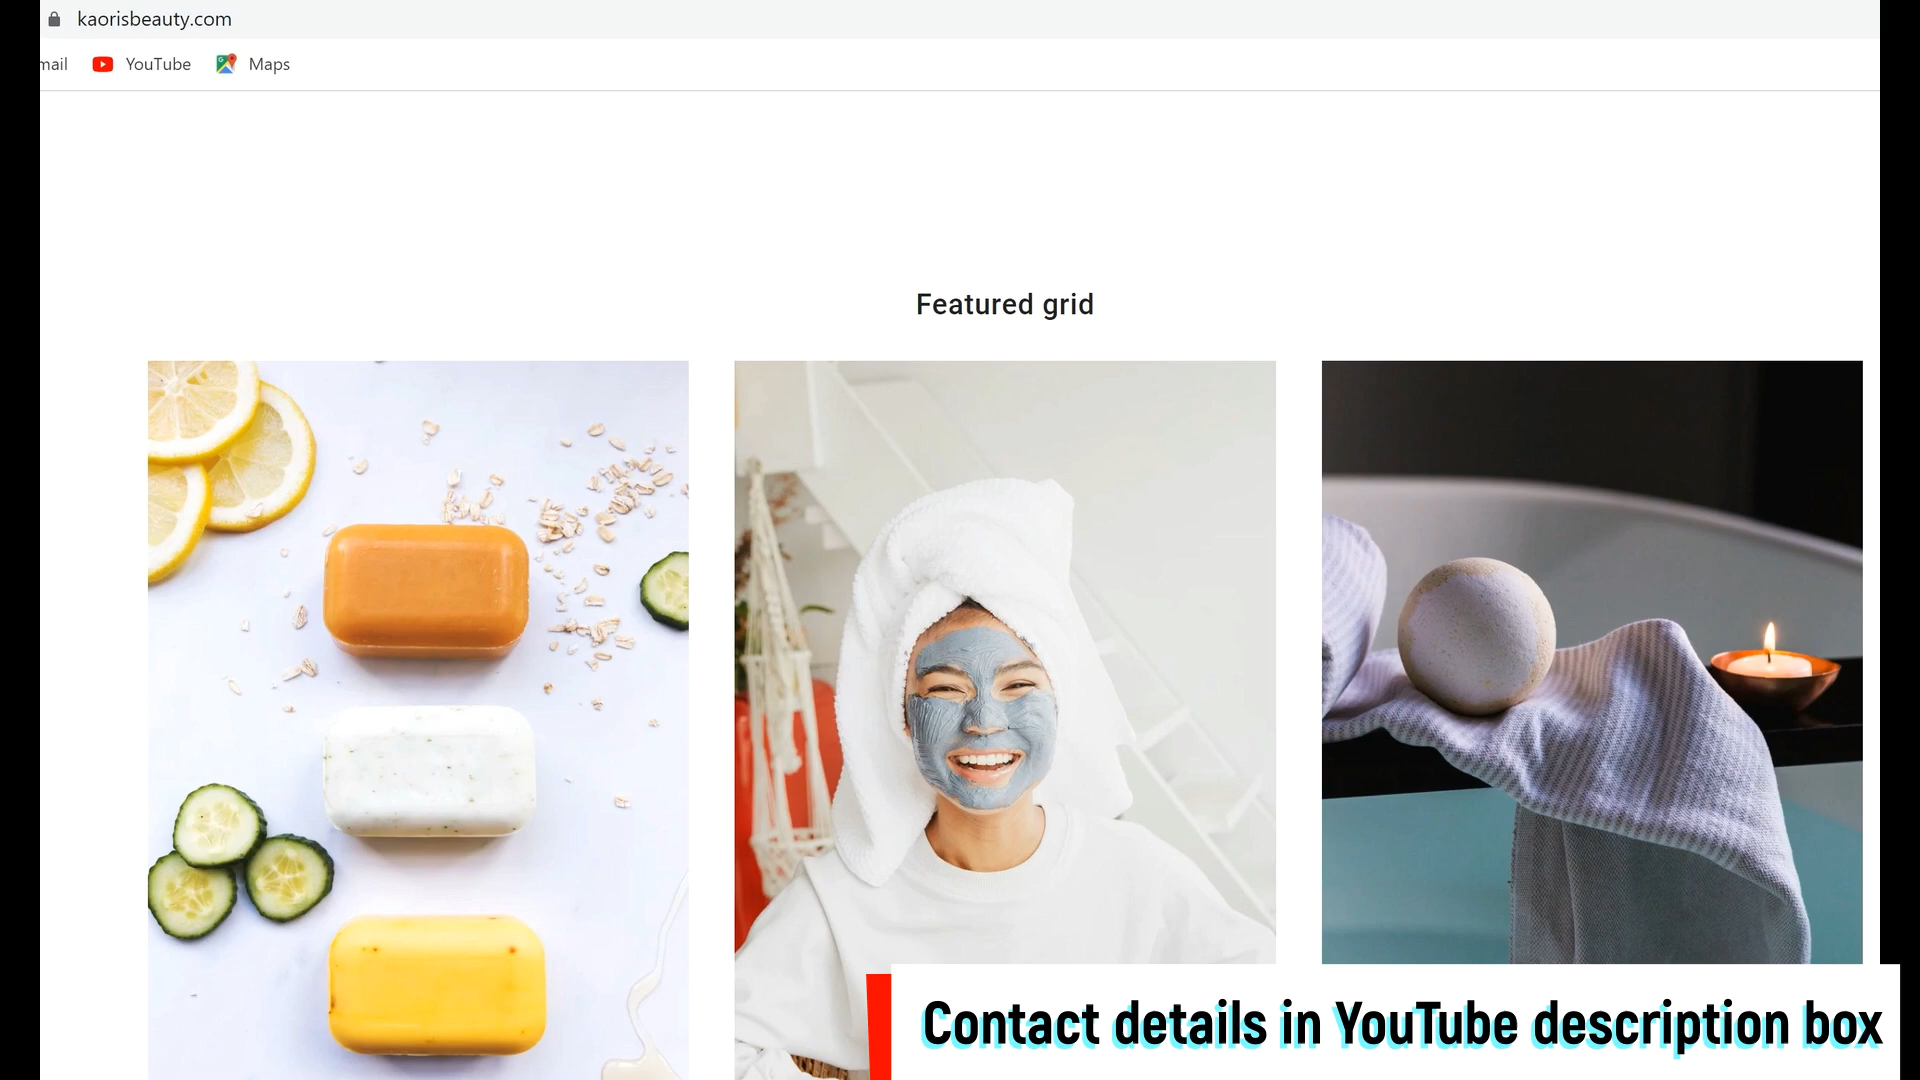 kaorisbeauty.com
mail YouTube Maps
Featured grid
Contact details in YouTube description box